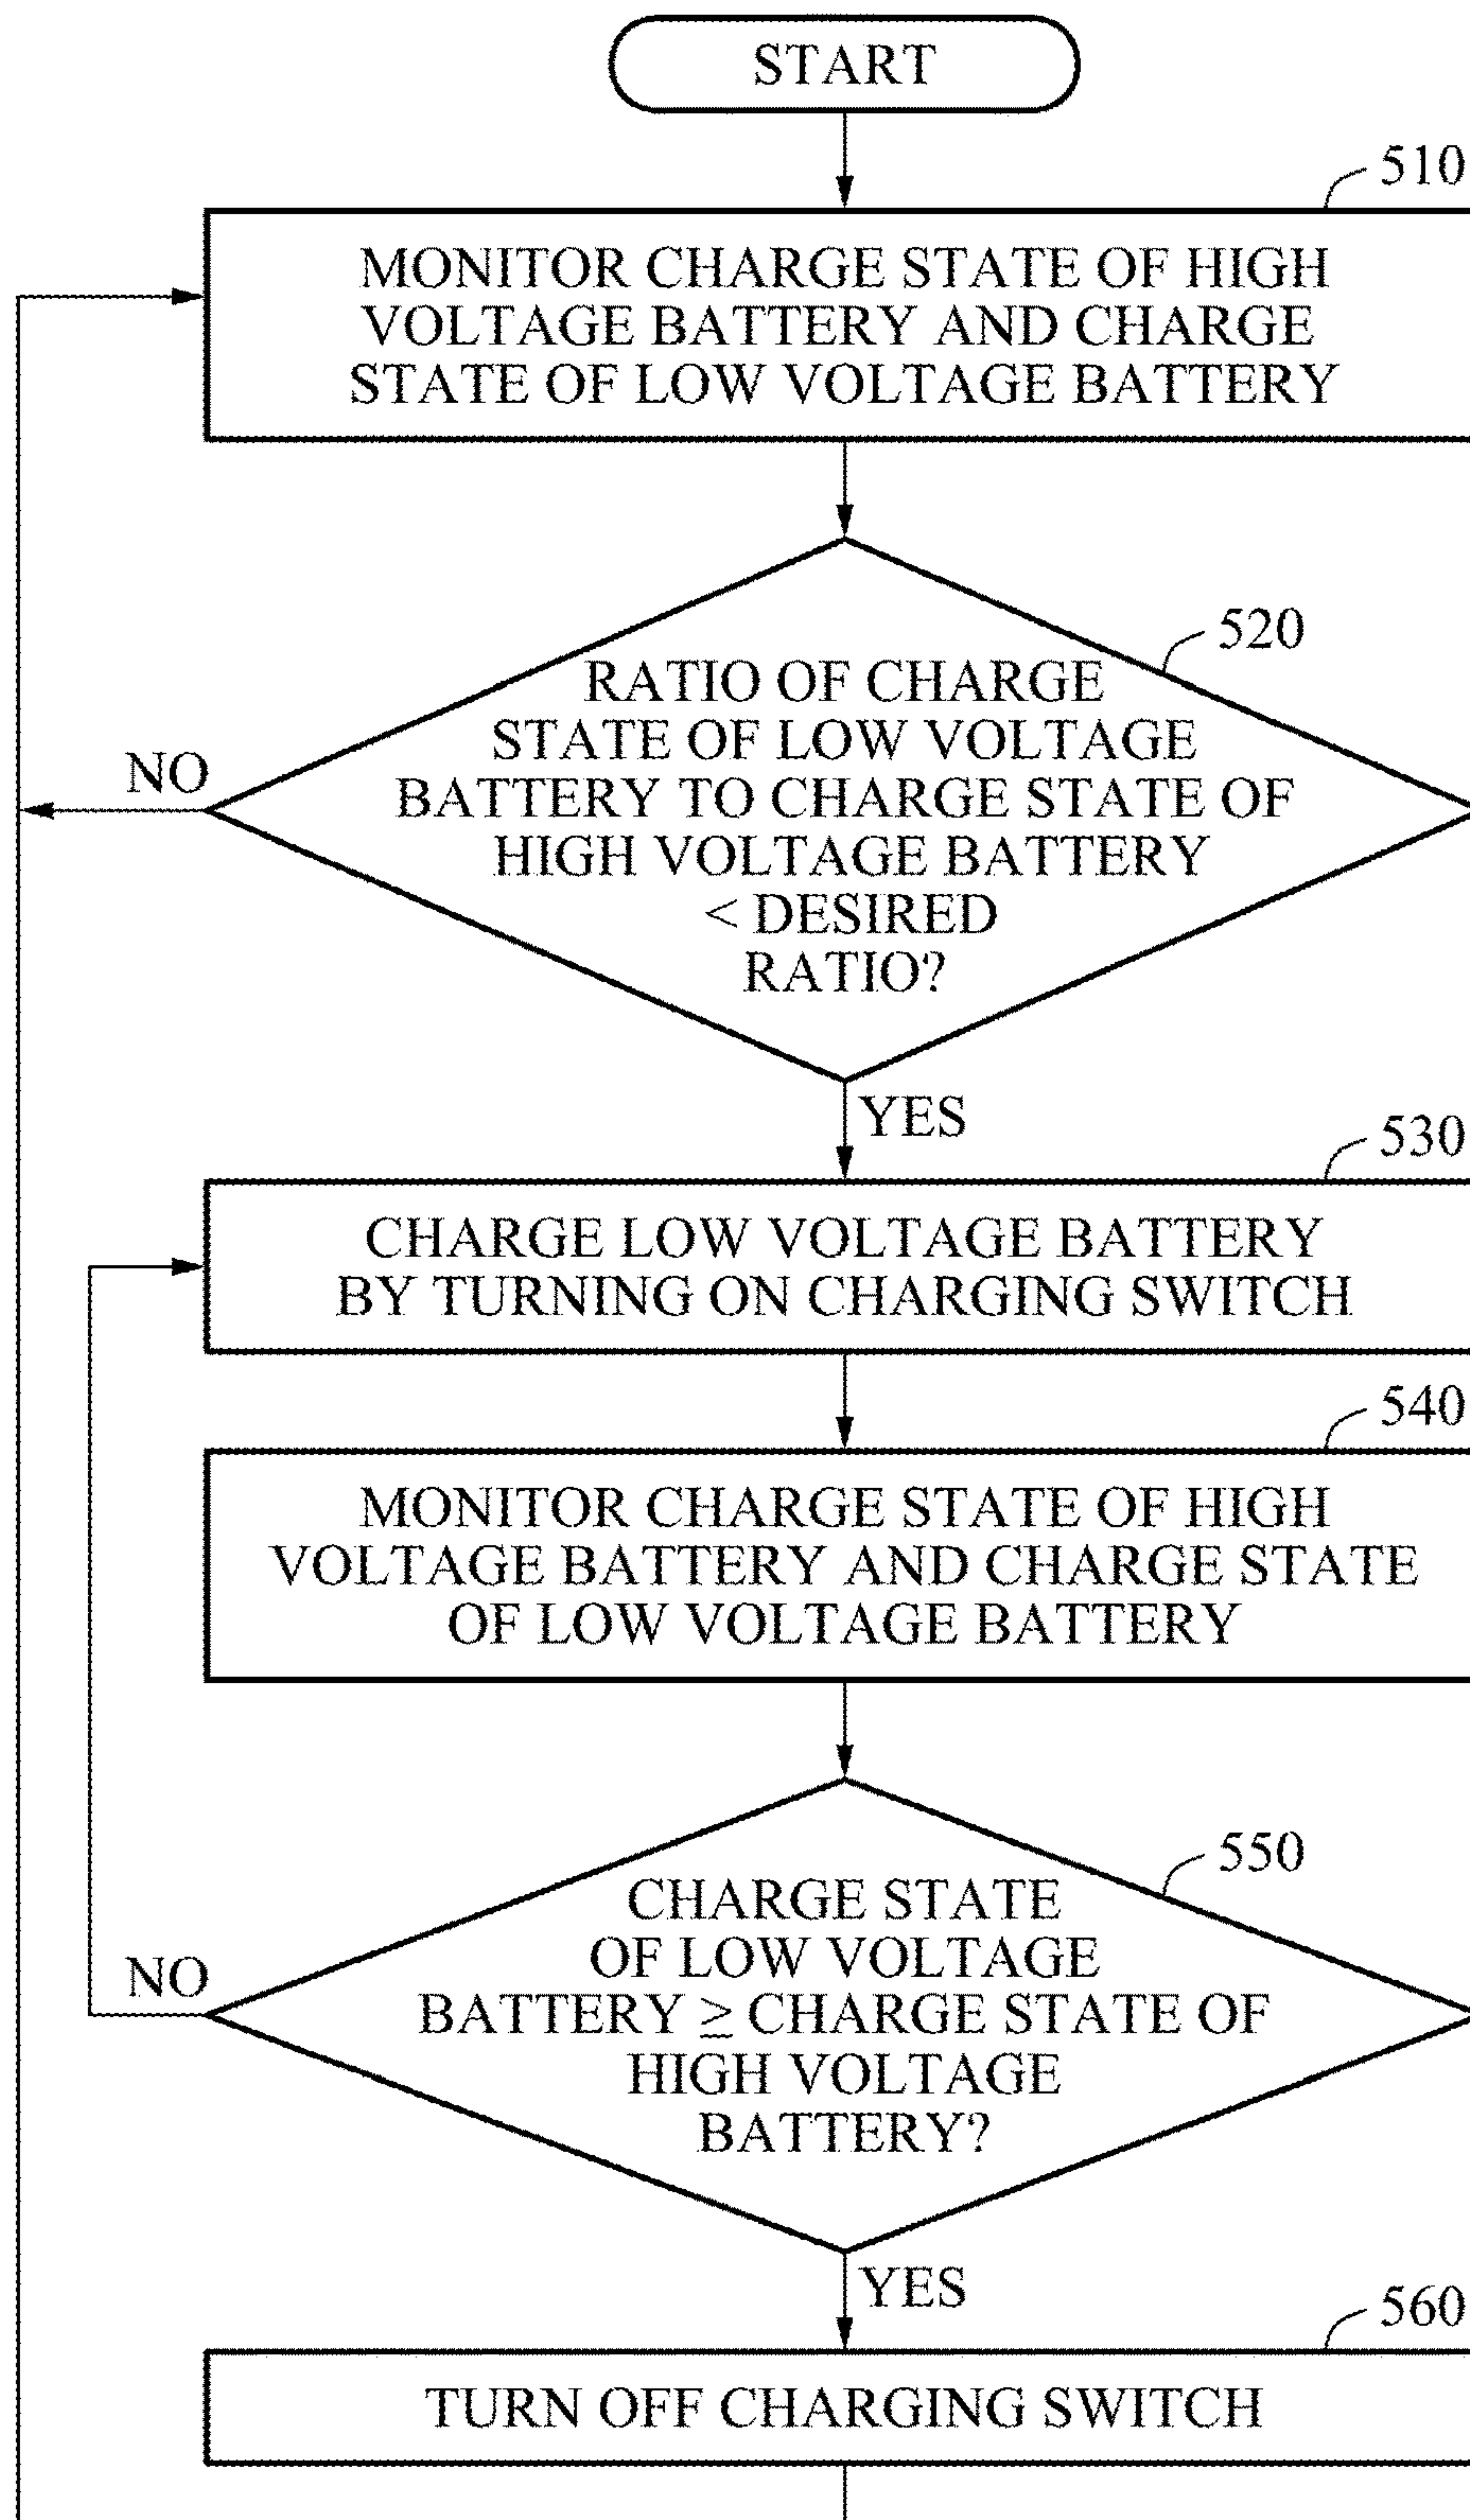 START
510
MONITOR CHARGE STATE OF HIGH
VOLTAGE BATTERY AND CHARGE
STATE OF LOW VOLTAGE BATTERY
520
RATIO OF CHARGE
STATE OF LOW VOLTAGE
BATTERY TO CHARGE STATE OF
HIGH VOLTAGE BATTERY
< DESIRED
RATIO?
NO
YES
530
CHARGE LOW VOLTAGE BATTERY
BY TURNING ON CHARGING SWITCH
540
MONITOR CHARGE STATE OF HIGH
VOLTAGE BATTERY AND CHARGE STATE
OF LOW VOLTAGE BATTERY
550
CHARGE STATE
OF LOW VOLTAGE
BATTERY ≥ CHARGE STATE OF
HIGH VOLTAGE
BATTERY?
NO
YES
560
TURN OFF CHARGING SWITCH